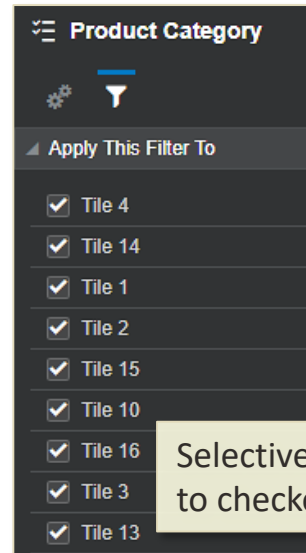 Product Category
Apply This Filter To
Tile 4
Tile 14
Tile 1
Tile 2
Tile 15
Tile 10
Tile 16
Tile 3
Tile 13
Selective
to